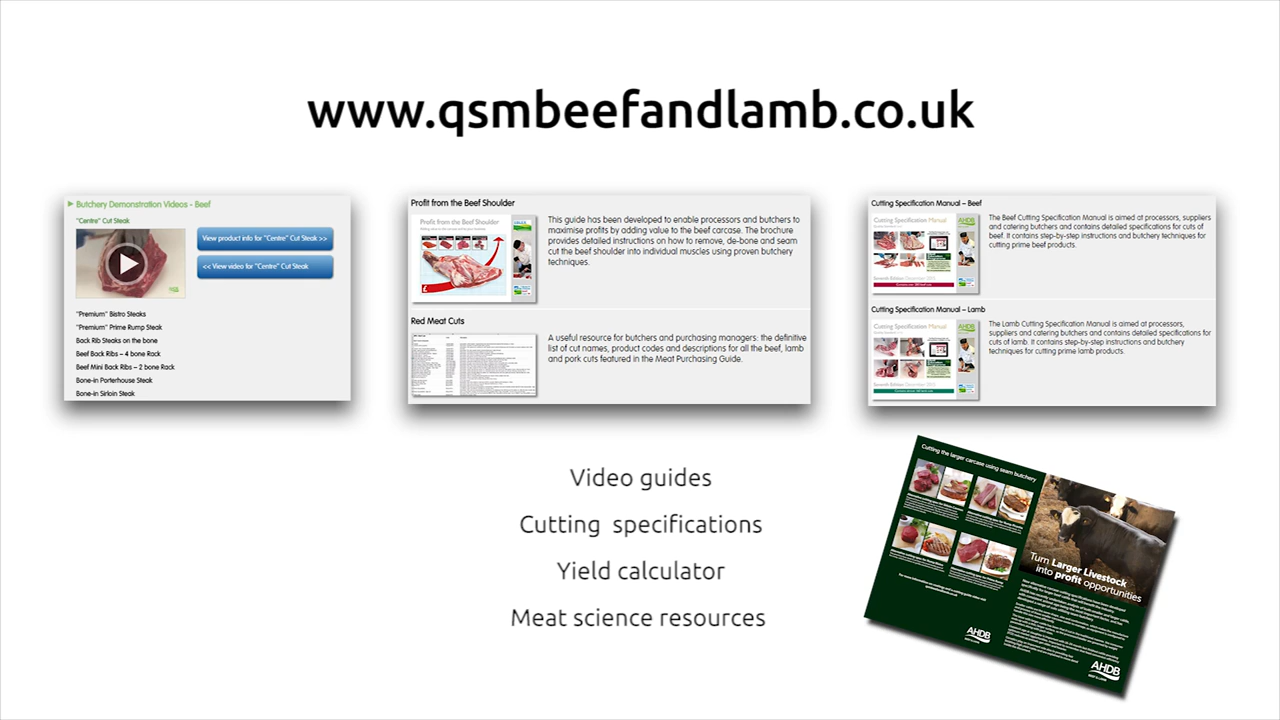 www.qsmbeefandlamb.co.uk
Butchery Demonstration Videos - Beef
"Centre" Cut Steak
View product info for "Centre" Cut Steak >>
<< View video for "Centre" Cut Steak
"Premium" Bistro Steaks
"Premium" Prime Rump Steak
Back Rib Steaks on the bone
Beef Back Ribs – 4 bone Rack
Beef Mini Back Ribs – 2 bone Rack
Bone-in Porterhouse Steak
Bone-in Sirloin Steak
Profit from the Beef Shoulder
Profit from the Beef Shoulder
This guide has been developed to enable processors and butchers to
maximise profits by adding value to the beef carcase. The brochure
provides detailed instructions on how to remove, de-bone and seam
cut the beef shoulder into individual muscles using proven butchery
techniques.
Red Meat Cuts
A useful resource for butchers and purchasing managers: the definitive
list of cut names, product codes and descriptions for all the beef, lamb
and pork cuts featured in the Meat Purchasing Guide.
Cutting Specification Manual – Beef
Cutting Specification Manual
AHDB
The Beef Cutting Specification Manual is aimed at processors, suppliers
and catering butchers and contains detailed specifications for cuts of
beef. It contains step-by-step instructions and butchery techniques for
cutting prime beef products.
Cutting Specification Manual – Lamb
Cutting Specification Manual
AHDB
The Lamb Cutting Specification Manual is aimed at processors,
suppliers and catering butchers and contains detailed specifications for
cuts of lamb. It contains step-by-step instructions and butchery
techniques for cutting prime lamb products.
Video guides
Cutting specifications
Yield calculator
Meat science resources
Cutting the larger carcase using seam butchery
Turn Larger Livestock
into profit opportunities
AHDB
AHDB